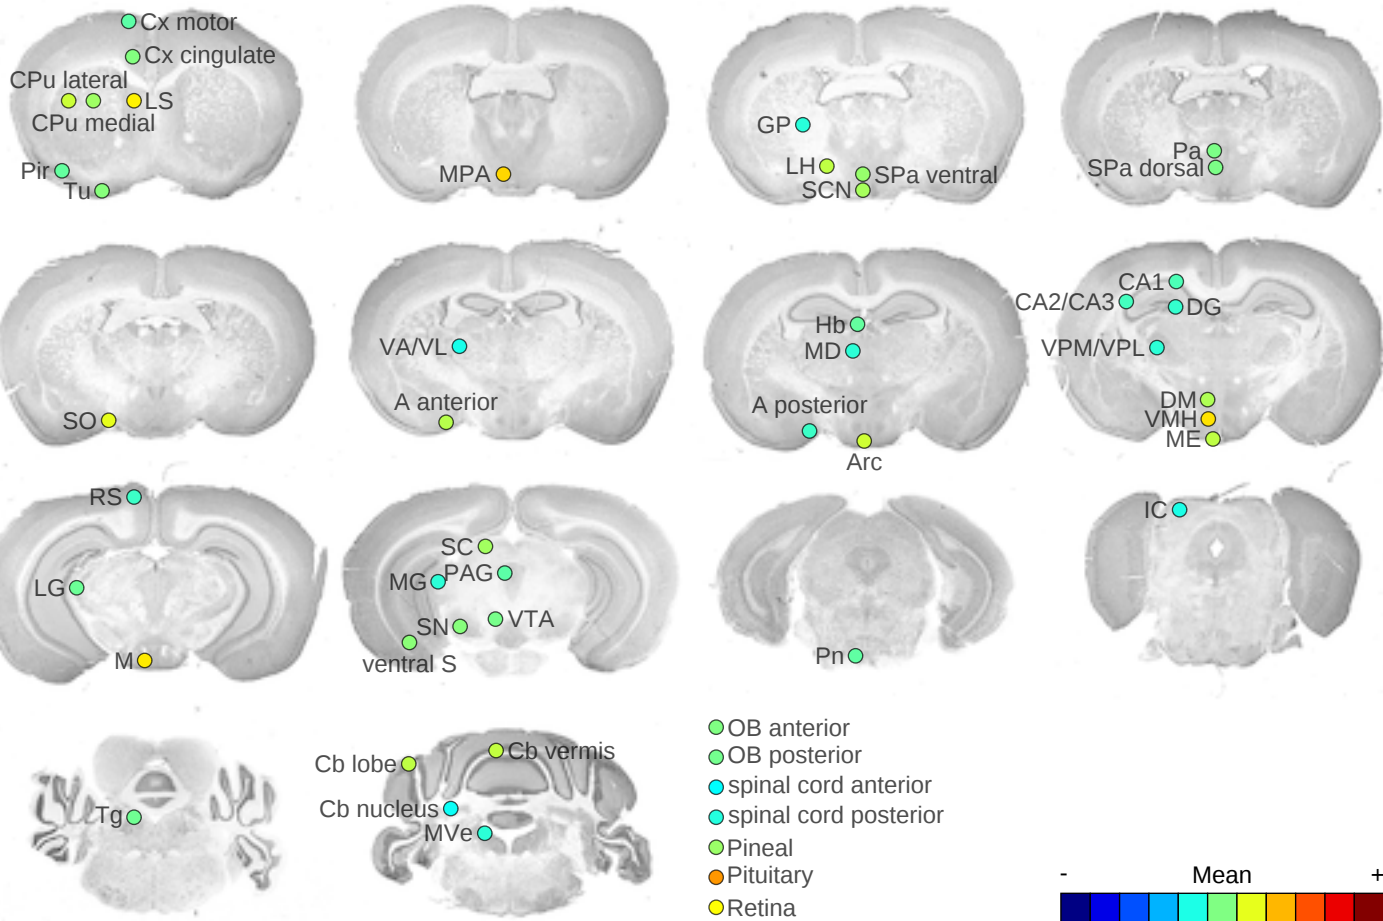 Cx motor
Cx cingulate
CPu lateral
LS
CPu medial
Pir
Tu
MPA
GP
LH
SPa ventral
SCN
Pa
SPa dorsal
SO
VA/VL
A anterior
Hb
MD
A posterior
Arc
CA1
CA2/CA3
DG
VPM/VPL
DM
VMH
ME
RS
LG
M
SC
MG
PAG
SN
VTA
ventral S
Pn
IC
Tg
Cb lobe
Cb vermis
Cb nucleus
MVe
OB anterior
OB posterior
spinal cord anterior
spinal cord posterior
Pineal
Pituitary
Retina
- Mean +